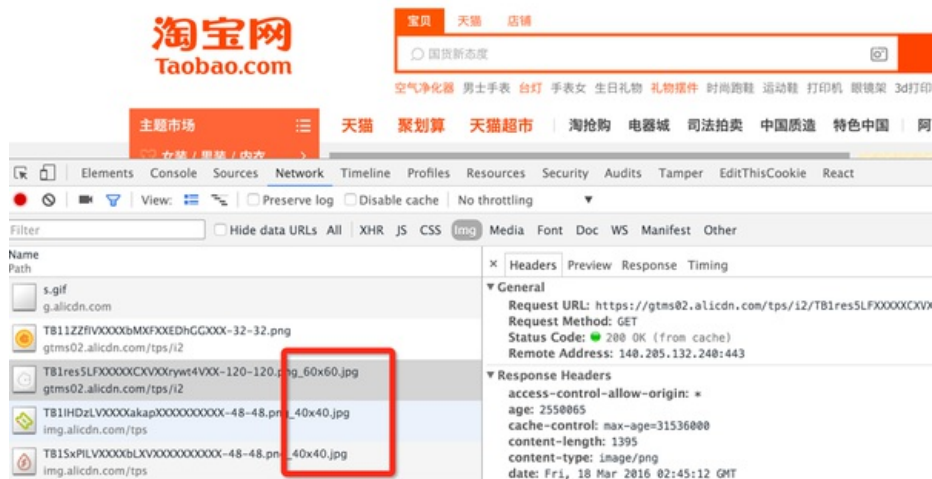 宝贝 天猫 店铺
淘宝网
Taobao.com
国货新态度
空气净化器 男士手表 台灯 手表女 生日礼物 礼物摆件 时尚跑鞋 运动鞋 打印机 眼镜架 3d打印
主题市场 天猫 聚划算 天猫超市 淘抢购 电器城 司法拍卖 中国质造 特色中国 阿
女装 / 男装 / 内衣
Elements Console Sources Network Timeline Profiles Resources Security Audits Tamper EditThisCookie React
View: Preserve log Disable cache No throttling
Filter Hide data URLs All XHR JS CSS Img Media Font Doc WS Manifest Other
Name
Path
s.gif
g.alicdn.com
TB11ZZfIVXXXXbMXFXXEDhGGXXX-32-32.png
gtms02.alicdn.com/tps/i2
TB1res5LFXXXXXCXVXXrywt4VXX-120-120.png_60x60.jpg
gtms02.alicdn.com/tps/i2
TB1IHDzLVXXXXakapXXXXXXXXXX-48-48.png_40x40.jpg
img.alicdn.com/tps
TB1SxPILVXXXXbLXVXXXXXXXXXX-48-48.png_40x40.jpg
img.alicdn.com/tps
× Headers Preview Response Timing
General
Request URL: https://gtms02.alicdn.com/tps/i2/TB1res5LFXXXXXCXVX
Request Method: GET
Status Code: 200 OK (from cache)
Remote Address: 140.205.132.240:443
Response Headers
access-control-allow-origin: *
age: 2550065
cache-control: max-age=31536000
content-length: 1395
content-type: image/png
date: Fri, 18 Mar 2016 02:45:12 GMT